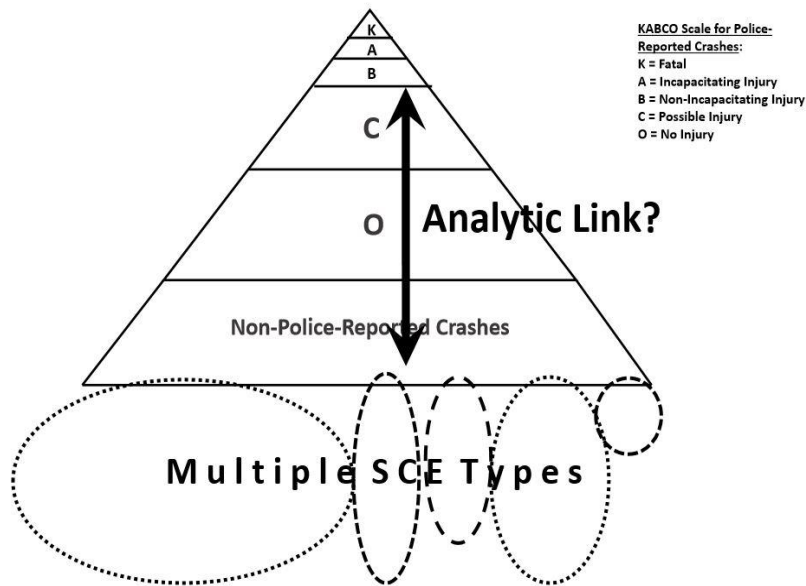 K
A
B
C
O
Analytic Link?
Non-Police-Reported Crashes
Multiple SCE Types
KABCO Scale for Police-
Reported Crashes:
K = Fatal
A = Incapacitating Injury
B = Non-Incapacitating Injury
C = Possible Injury
O = No Injury